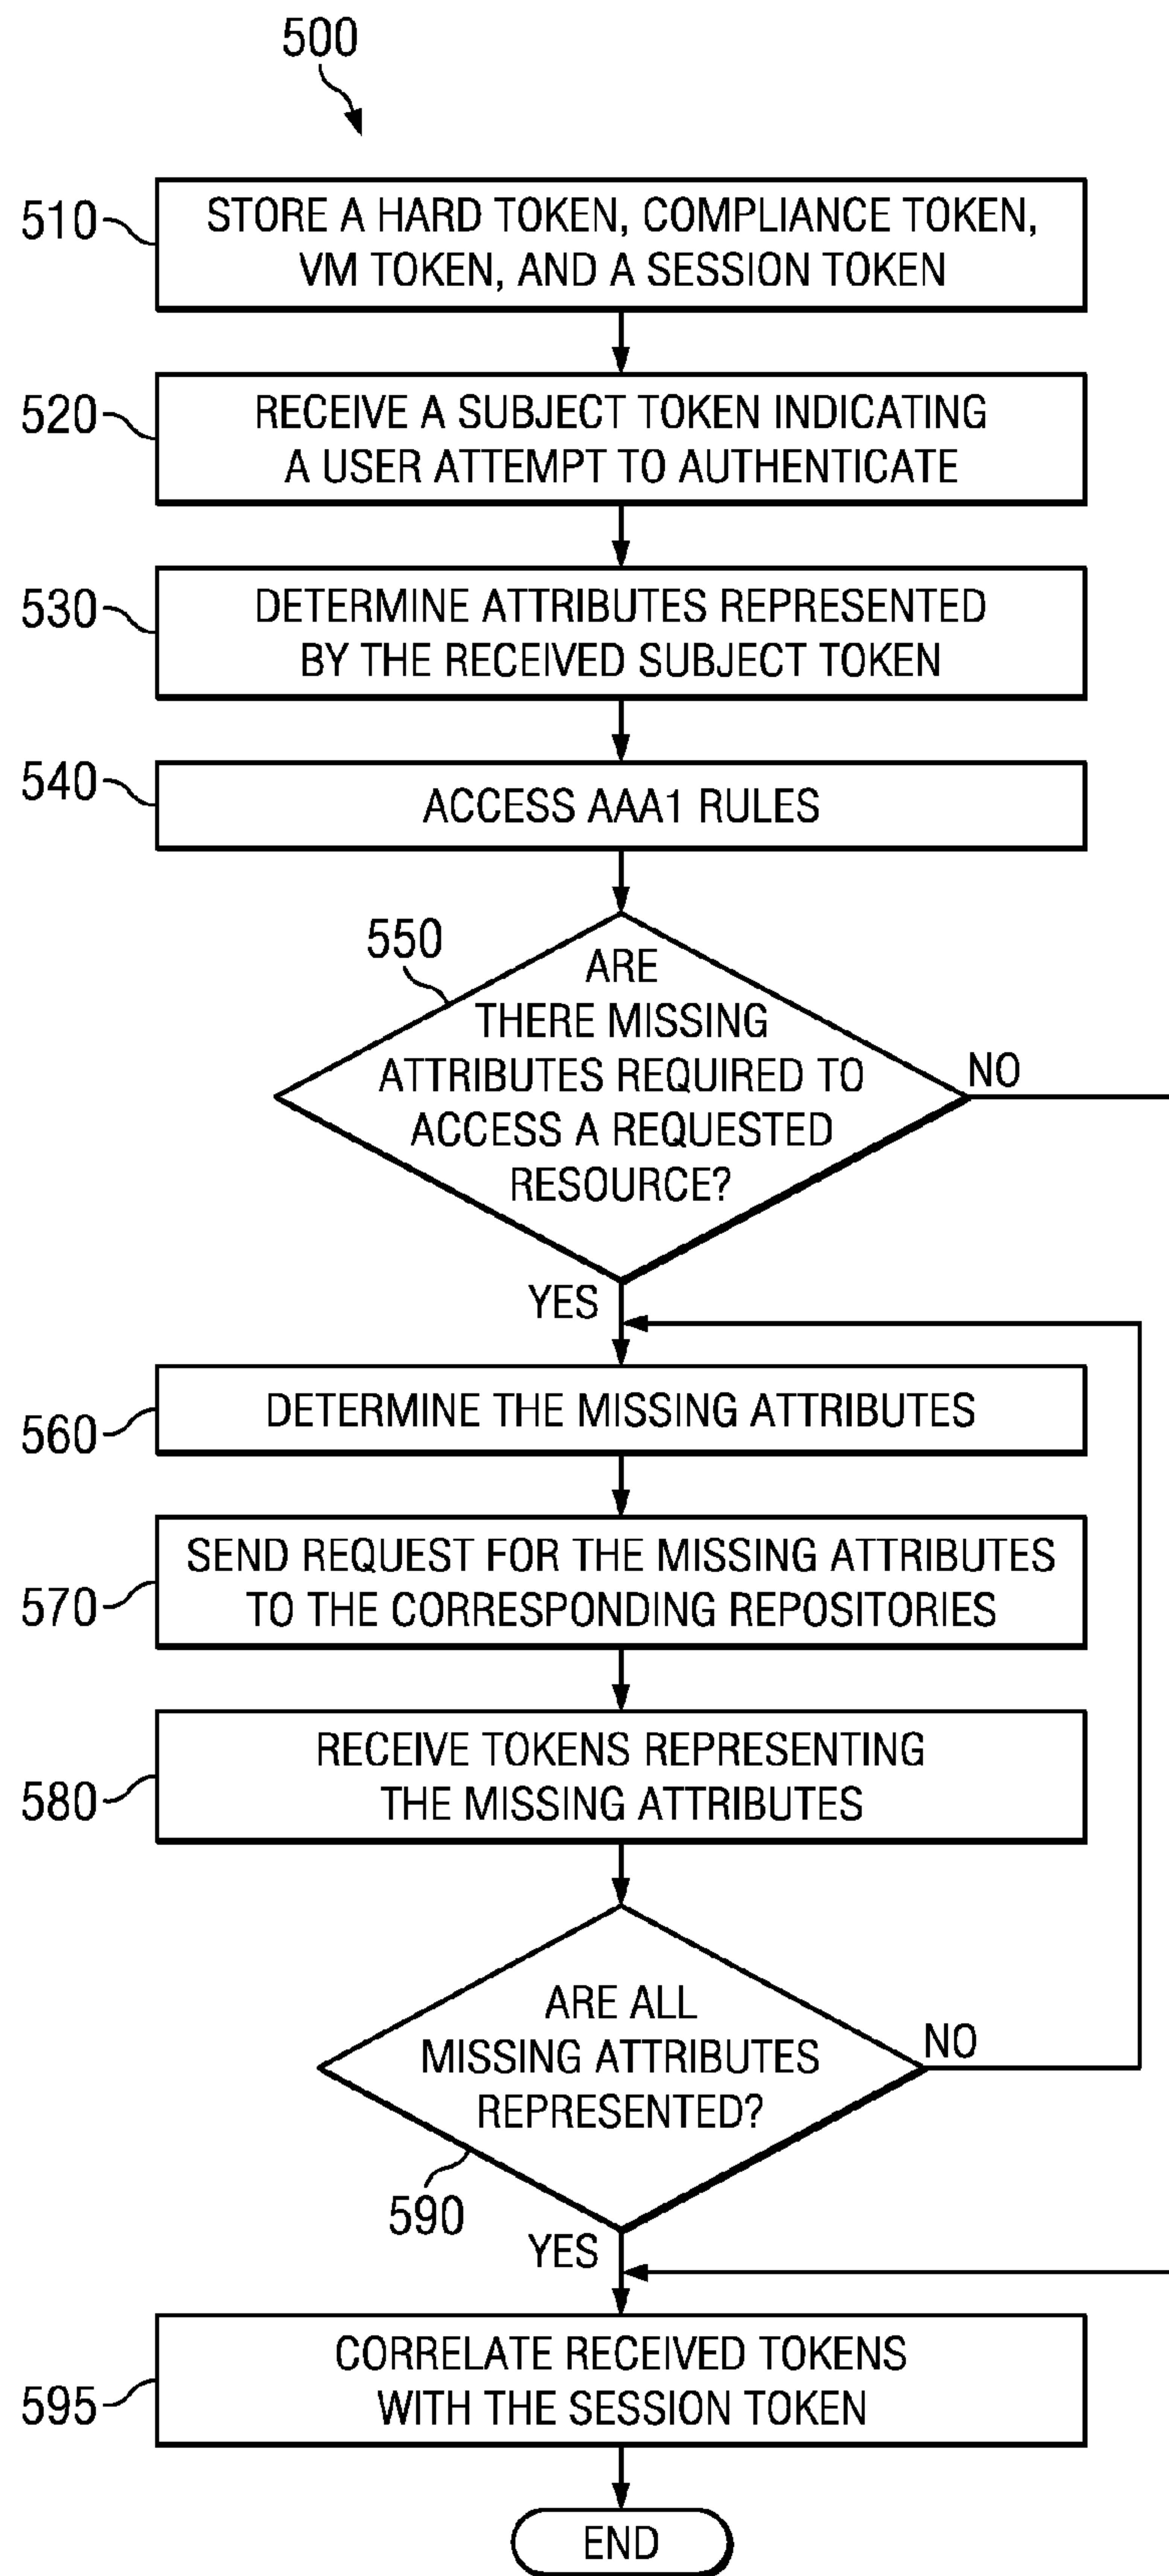 500
510
STORE A HARD TOKEN, COMPLIANCE TOKEN,
VM TOKEN, AND A SESSION TOKEN
520
RECEIVE A SUBJECT TOKEN INDICATING
A USER ATTEMPT TO AUTHENTICATE
530
DETERMINE ATTRIBUTES REPRESENTED
BY THE RECEIVED SUBJECT TOKEN
540
ACCESS AAA1 RULES
550
ARE
THERE MISSING
ATTRIBUTES REQUIRED TO
ACCESS A REQUESTED
RESOURCE?
NO
YES
560
DETERMINE THE MISSING ATTRIBUTES
570
SEND REQUEST FOR THE MISSING ATTRIBUTES
TO THE CORRESPONDING REPOSITORIES
580
RECEIVE TOKENS REPRESENTING
THE MISSING ATTRIBUTES
ARE ALL
MISSING ATTRIBUTES
REPRESENTED?
NO
590
YES
595
CORRELATE RECEIVED TOKENS
WITH THE SESSION TOKEN
END